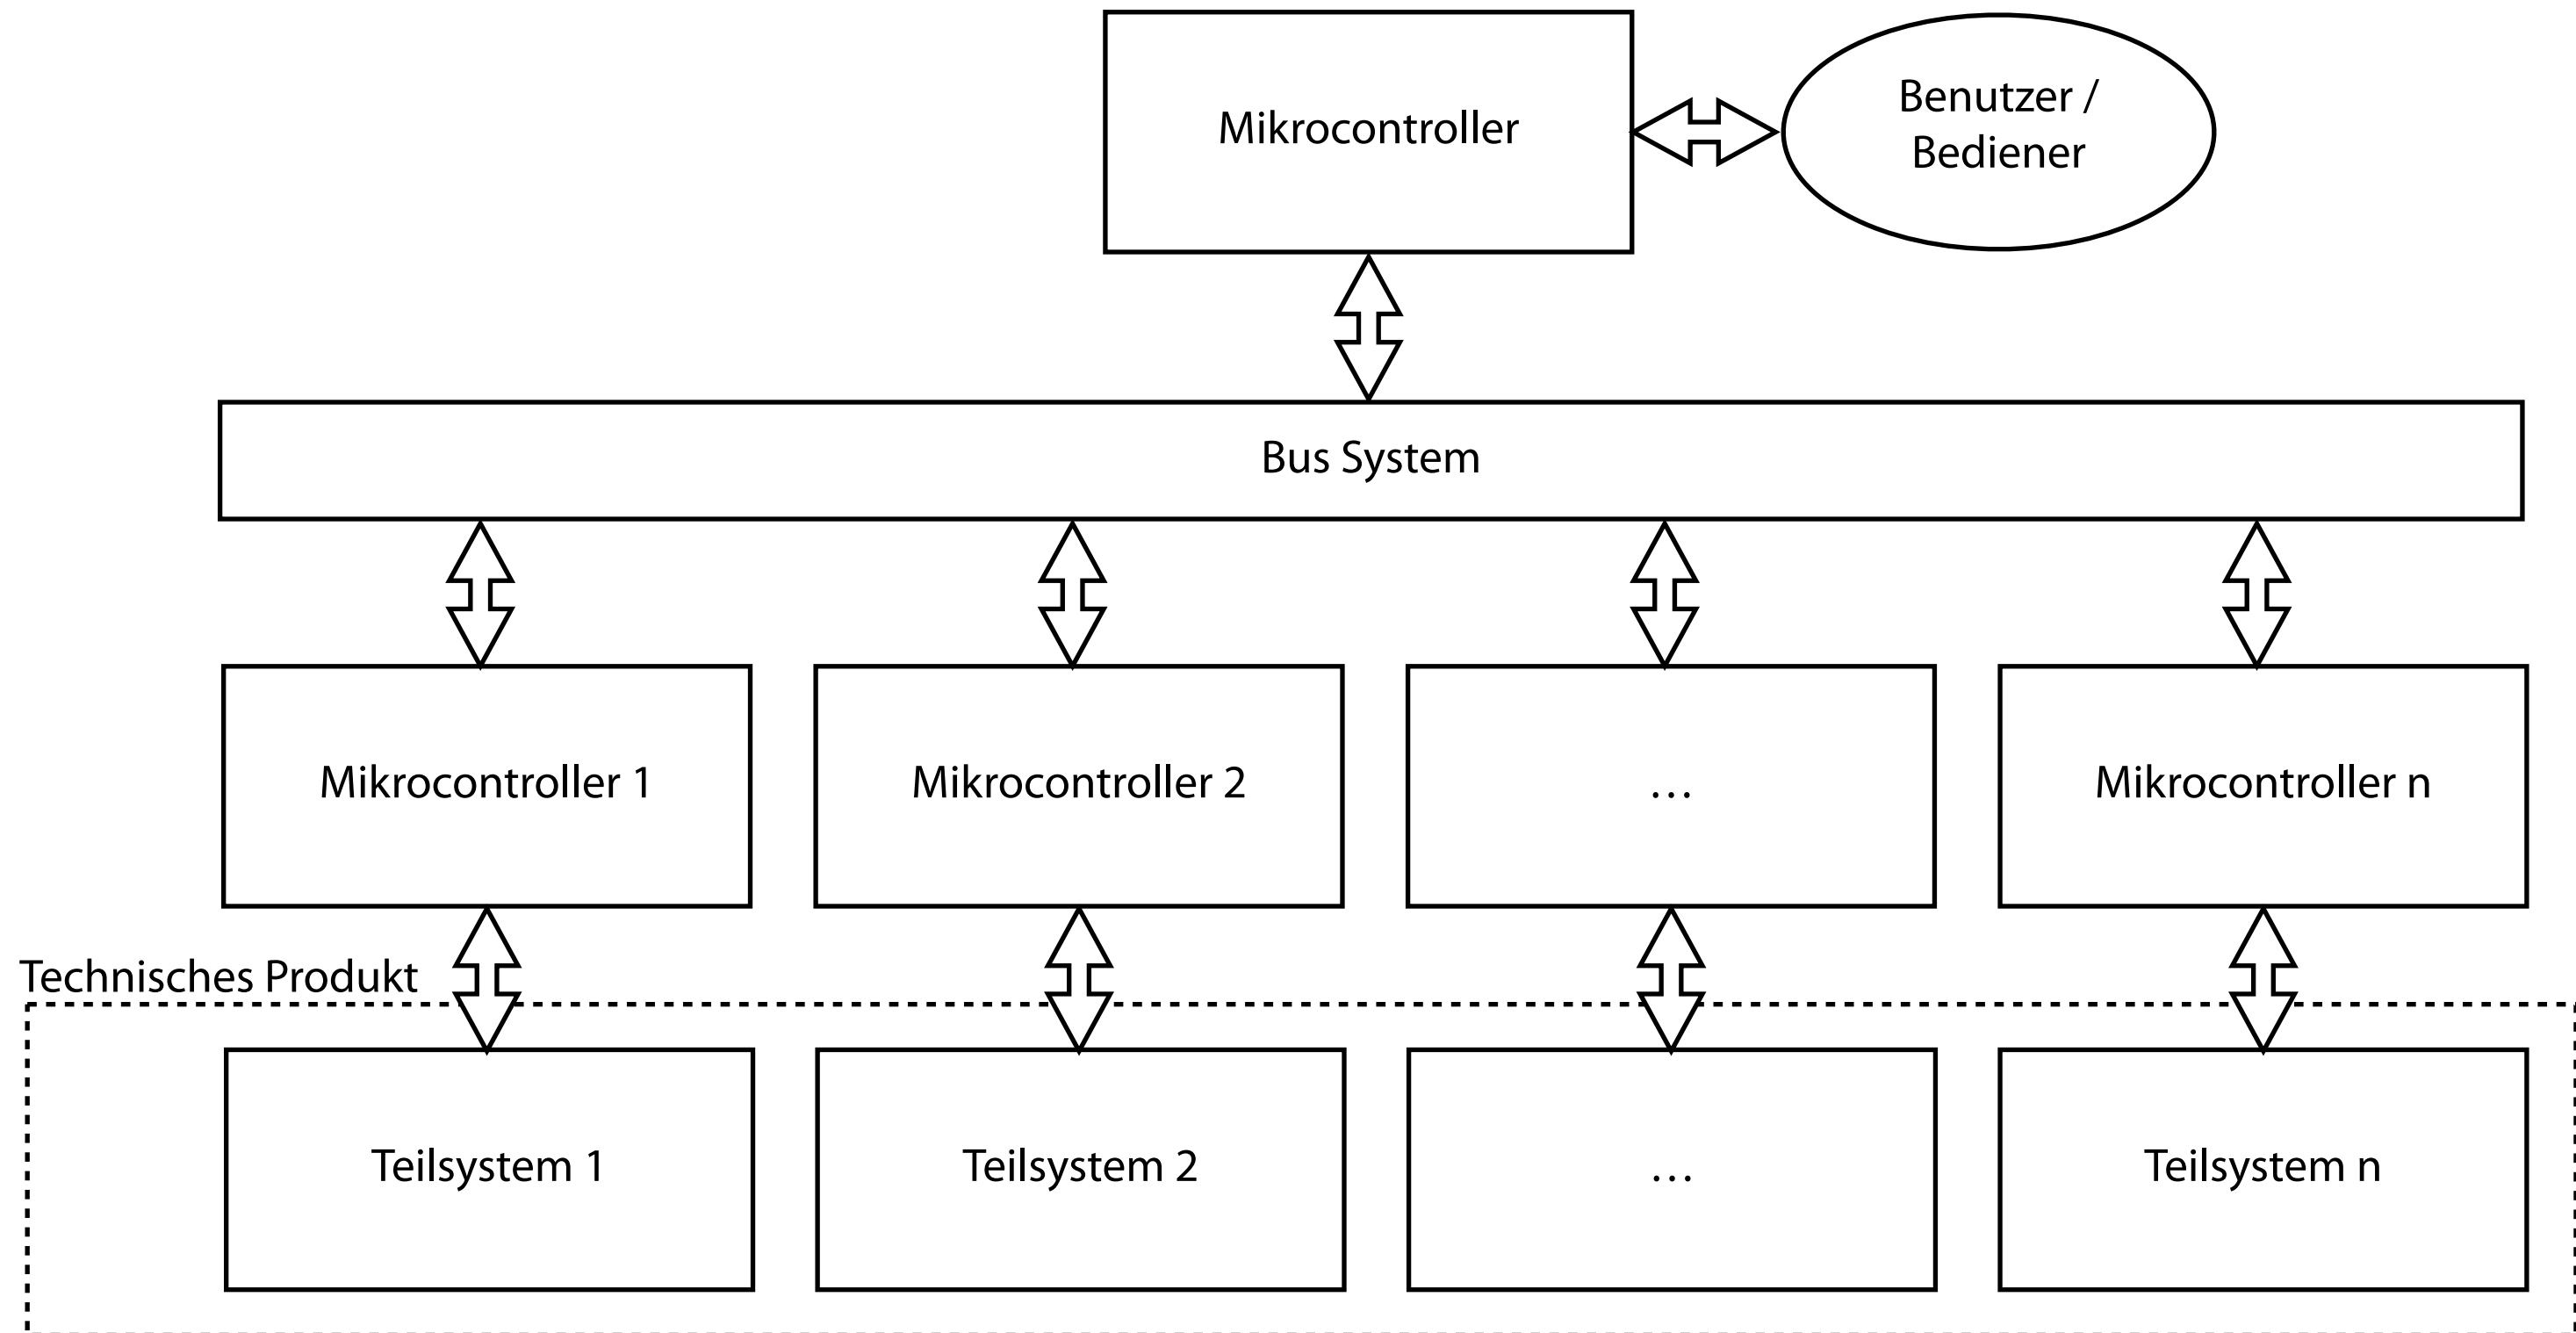 Mikrocontroller
Benutzer /
Bediener
Bus System
Mikrocontroller 1
Mikrocontroller 2
...
Mikrocontroller n
Technisches Produkt
Teilsystem 1
Teilsystem 2
...
Teilsystem n